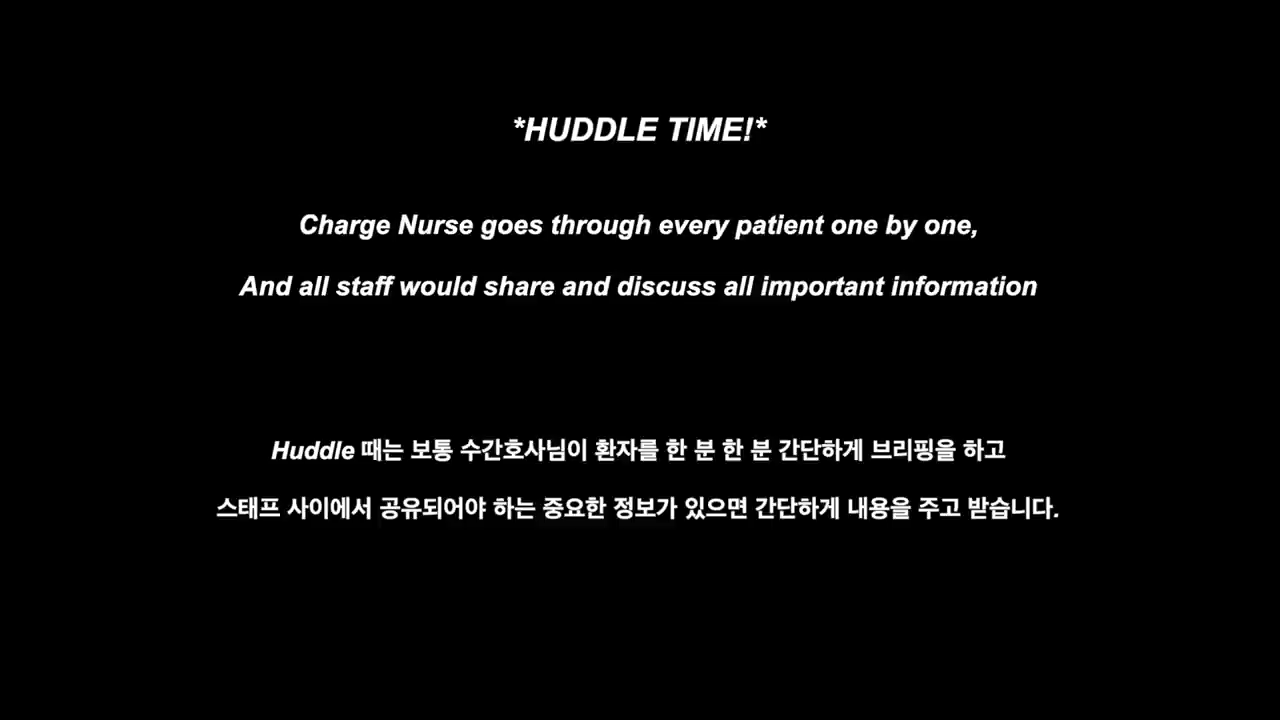 *HUDDLE TIME!*
Charge Nurse goes through every patient one by one,
And all staff would share and discuss all important information
Huddle 때는 보통 수간호사님이 환자를 한 분 한 분 간단하게 브리핑을 하고
스태프 사이에서 공유되어야 하는 중요한 정보가 있으면 간단하게 내용을 주고 받습니다.